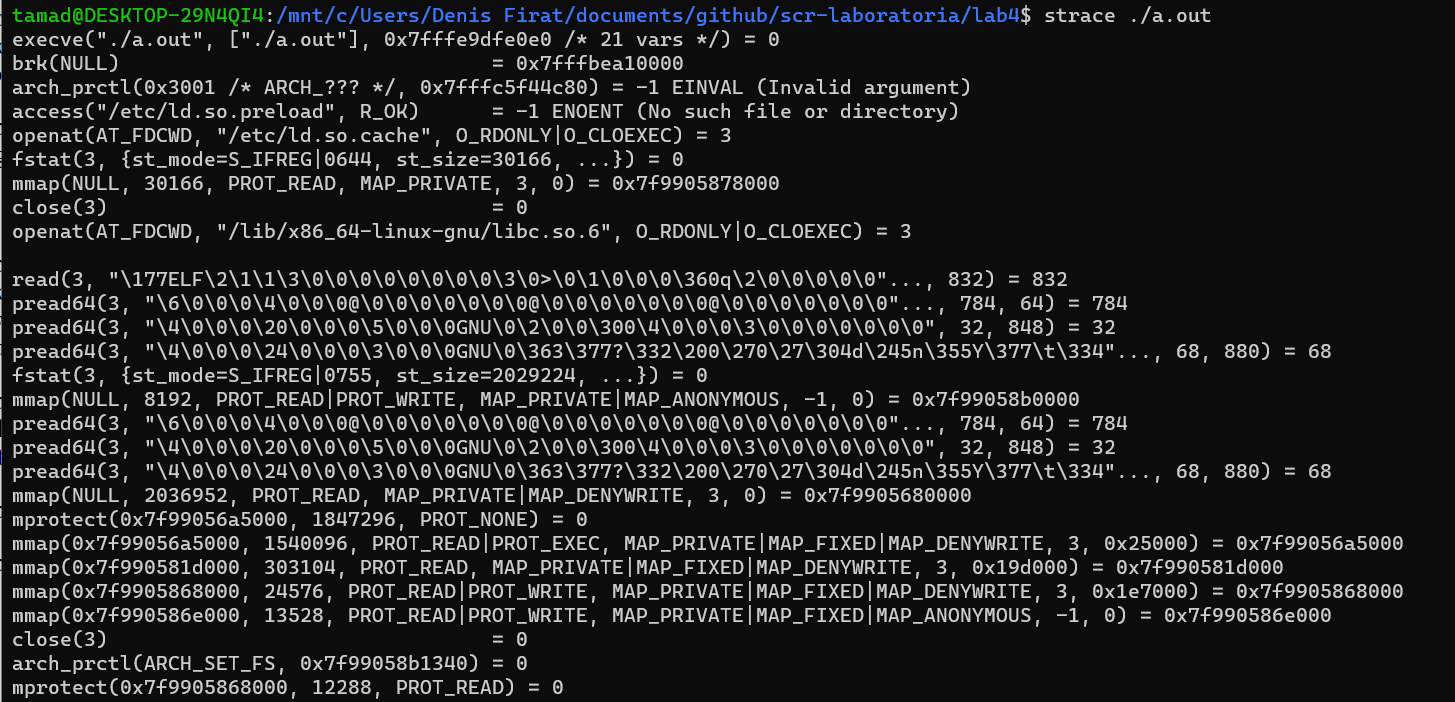 tamad@DESKTOP-29N4QI4:/mnt/c/Users/Denis Firat/documents/github/scr-laboratoria/lab4$ strace ./a.out
execve("./a.out", ["./a.out"], 0x7fffe9dfe0e0 /* 21 vars */) = 0
brk(NULL)                               = 0x7fffbea10000
arch_prctl(0x3001 /* ARCH_??? */, 0x7fffc5f44c80) = -1 EINVAL (Invalid argument)
access("/etc/ld.so.preload", R_OK)      = -1 ENOENT (No such file or directory)
openat(AT_FDCWD, "/etc/ld.so.cache", O_RDONLY|O_CLOEXEC) = 3
fstat(3, {st_mode=S_IFREG|0644, st_size=30166, ...}) = 0
mmap(NULL, 30166, PROT_READ, MAP_PRIVATE, 3, 0) = 0x7f9905878000
close(3)                                = 0
openat(AT_FDCWD, "/lib/x86_64-linux-gnu/libc.so.6", O_RDONLY|O_CLOEXEC) = 3
read(3, "\177ELF\2\1\1\3\0\0\0\0\0\0\0\0\3\0>\0\1\0\0\0\360q\2\0\0\0\0\0"..., 832) = 832
pread64(3, "\6\0\0\0\4\0\0\0@\0\0\0\0\0\0\0@\0\0\0\0\0\0\0@\0\0\0\0\0\0\0"..., 784, 64) = 784
pread64(3, "\4\0\0\0\20\0\0\0\5\0\0\0GNU\0\2\0\0\300\4\0\0\0\3\0\0\0\0\0\0\0", 32, 848) = 32
pread64(3, "\4\0\0\0\24\0\0\0\3\0\0\0GNU\0\363\377?\332\200\270\27\304d\245n\355Y\377\t\334"..., 68, 880) = 68
fstat(3, {st_mode=S_IFREG|0755, st_size=2029224, ...}) = 0
mmap(NULL, 8192, PROT_READ|PROT_WRITE, MAP_PRIVATE|MAP_ANONYMOUS, -1, 0) = 0x7f99058b0000
pread64(3, "\6\0\0\0\4\0\0\0@\0\0\0\0\0\0\0@\0\0\0\0\0\0\0@\0\0\0\0\0\0\0"..., 784, 64) = 784
pread64(3, "\4\0\0\0\20\0\0\0\5\0\0\0GNU\0\2\0\0\300\4\0\0\0\3\0\0\0\0\0\0\0", 32, 848) = 32
pread64(3, "\4\0\0\0\24\0\0\0\3\0\0\0GNU\0\363\377?\332\200\270\27\304d\245n\355Y\377\t\334"..., 68, 880) = 68
mmap(NULL, 2036952, PROT_READ, MAP_PRIVATE|MAP_DENYWRITE, 3, 0) = 0x7f9905680000
mprotect(0x7f99056a5000, 1847296, PROT_NONE) = 0
mmap(0x7f99056a5000, 1540096, PROT_READ|PROT_EXEC, MAP_PRIVATE|MAP_FIXED|MAP_DENYWRITE, 3, 0x25000) = 0x7f99056a5000
mmap(0x7f990581d000, 303104, PROT_READ, MAP_PRIVATE|MAP_FIXED|MAP_DENYWRITE, 3, 0x19d000) = 0x7f990581d000
mmap(0x7f9905868000, 24576, PROT_READ|PROT_WRITE, MAP_PRIVATE|MAP_FIXED|MAP_DENYWRITE, 3, 0x1e7000) = 0x7f9905868000
mmap(0x7f990586e000, 13528, PROT_READ|PROT_WRITE, MAP_PRIVATE|MAP_FIXED|MAP_ANONYMOUS, -1, 0) = 0x7f990586e000
close(3)                                = 0
arch_prctl(ARCH_SET_FS, 0x7f99058b1340) = 0
mprotect(0x7f9905868000, 12288, PROT_READ) = 0